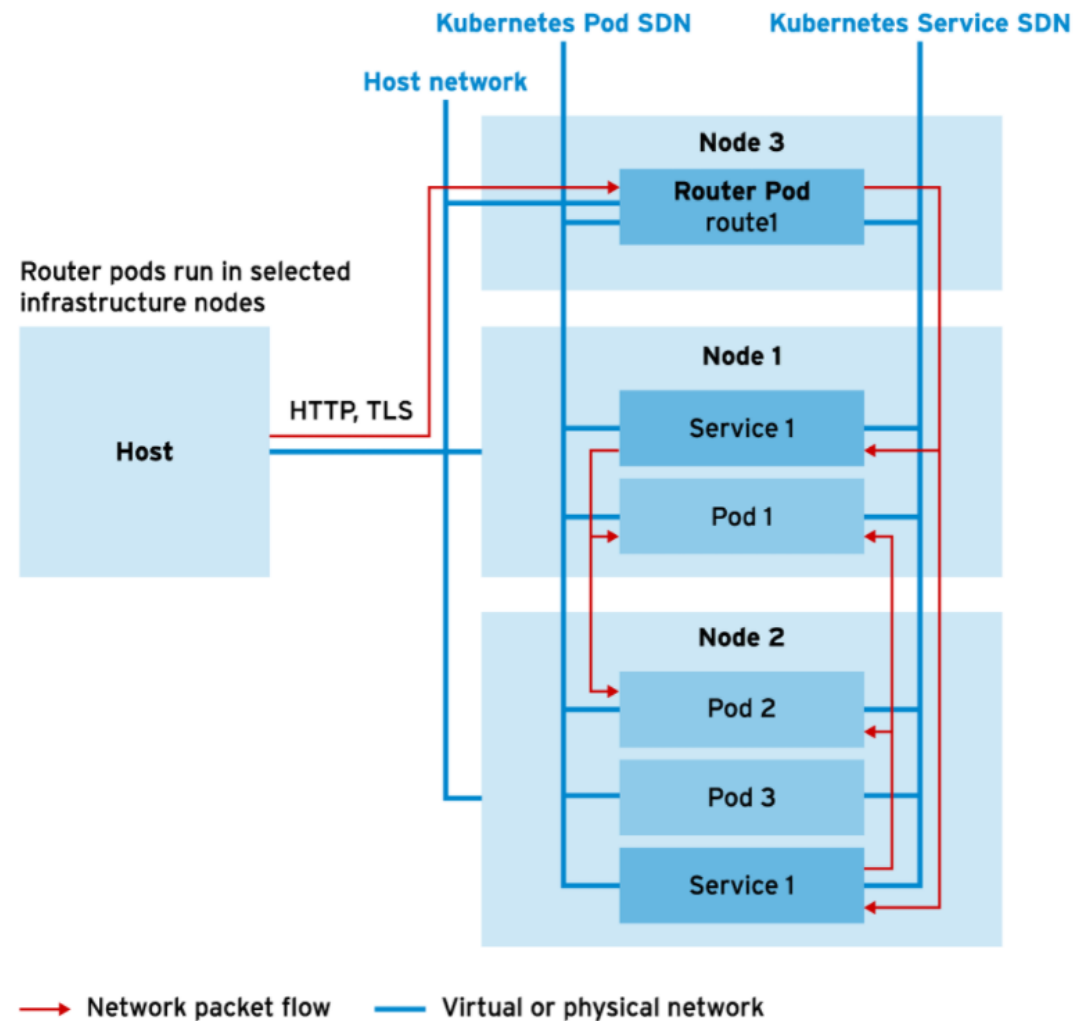 Kubernetes Pod SDN
Kubernetes Service SDN
Host network
Node 3
Router Pod
route1
Router pods run in selected
infrastructure nodes
Node 1
HTTP, TLS
Service 1
Host
Pod 1
Node 2
Pod 2
Pod 3
Service 1
Network packet flow
Virtual or physical network